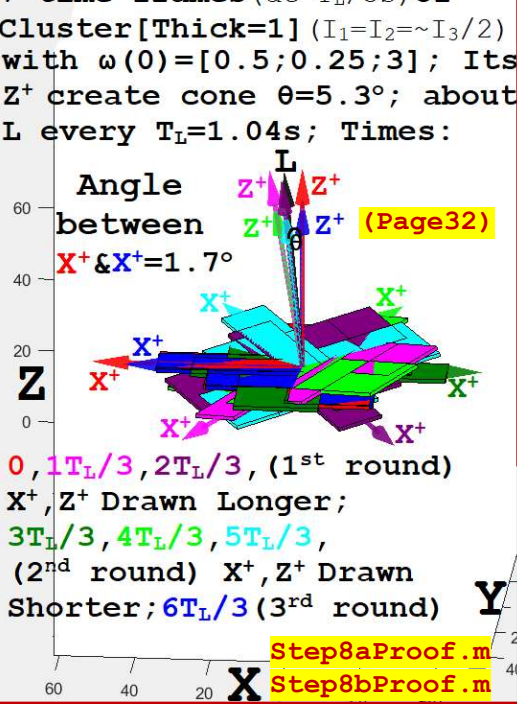 Cluster[Thick=1](I₁=I₂=~I₃/2)
with ω(0)=[0.5;0.25;3]; Its
Z⁺ create cone θ=5.3°; about
L every T_L=1.04s; Times:
L
Angle
between
X⁺&X⁺=1.7°
Z⁺ Z⁺
Z⁺ Z⁺
θ
(Page32)
60
40
20
0
Z
X⁺ X⁺
X⁺
X⁺ X⁺
X⁺ X⁺
0,1T_L/3,2T_L/3,(1ˢᵗ round)
X⁺,Z⁺ Drawn Longer;
3T_L/3,4T_L/3,5T_L/3,
(2ⁿᵈ round) X⁺,Z⁺ Drawn
Shorter;6T_L/3(3ʳᵈ round)
Y
Step8aProof.m
Step8bProof.m
60 40 20 X